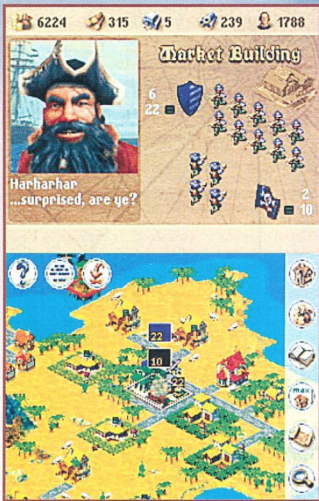 6224 315 5 239 1788
Market Building
6
22 =
Harharhar
...surprised, are ye?
2
= 10
22
10
22
max